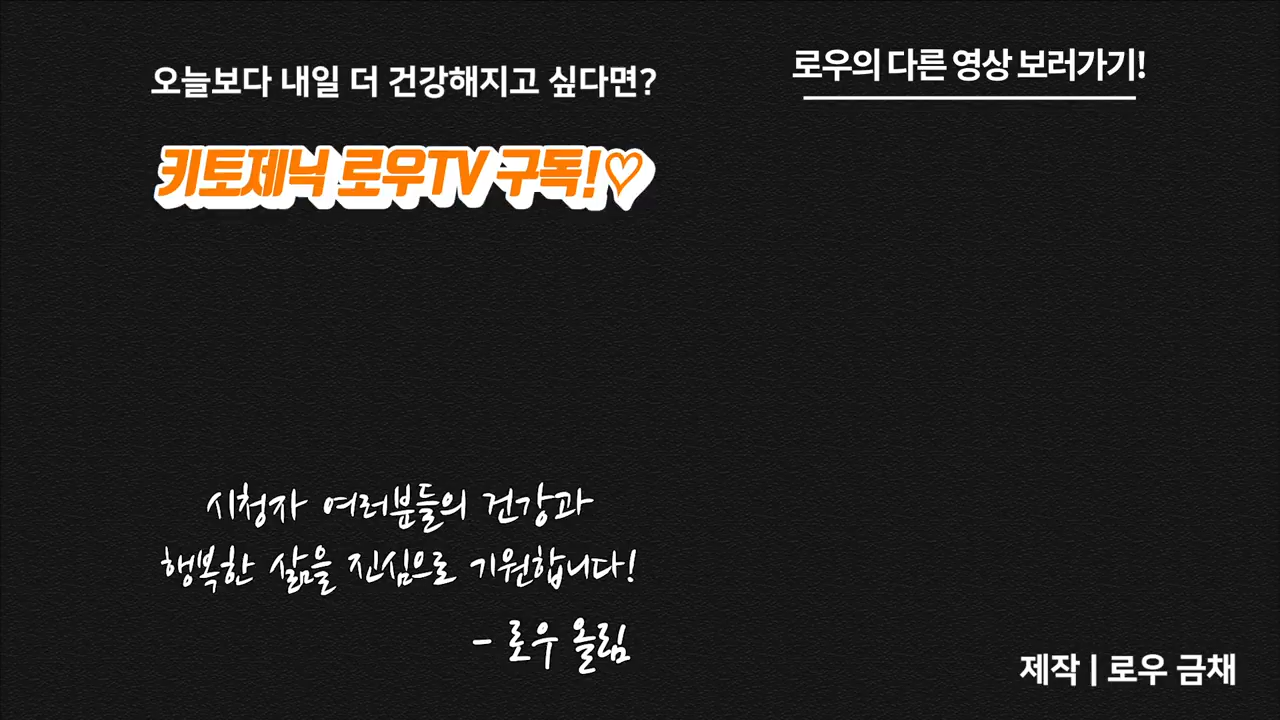 오늘보다 내일 더 건강해지고 싶다면?
키토제닉 로우TV 구독!♡
로우의 다른 영상 보러가기!
시청자 여러분들의 건강과
행복한 삶을 진심으로 기원합니다!
- 로우 올림
제작 | 로우 금채